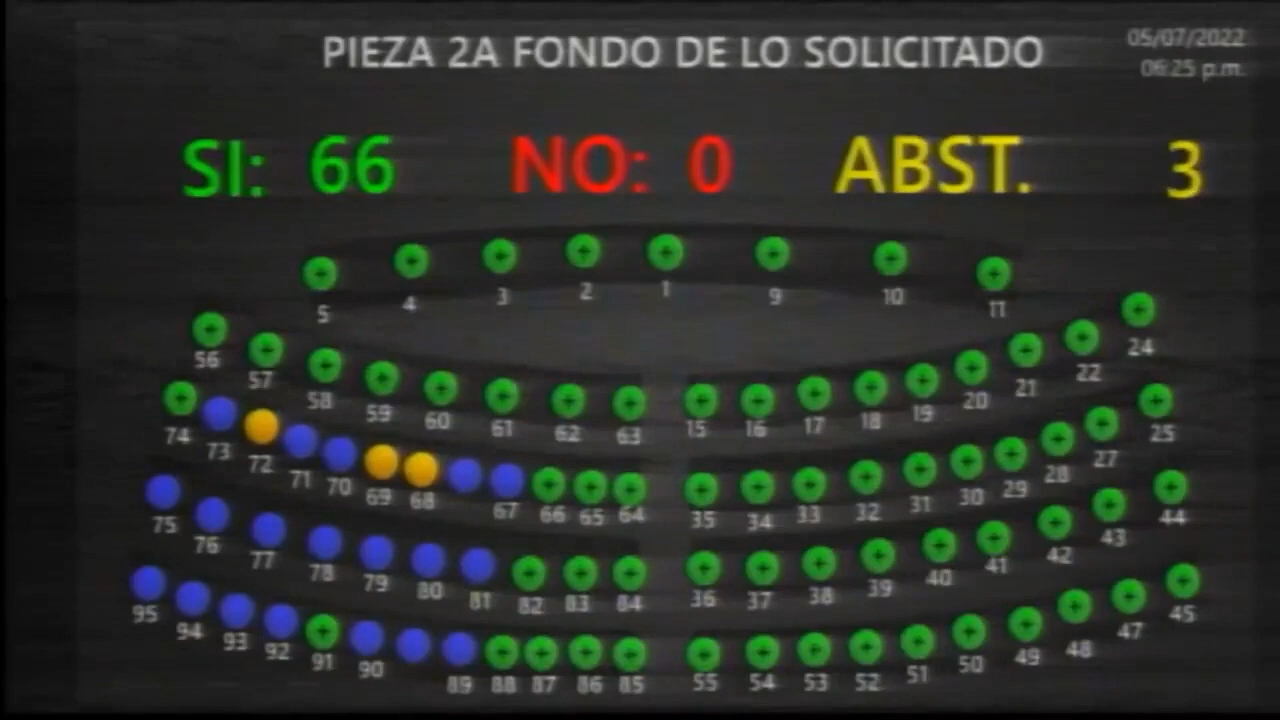 PIEZA 2A FONDO DE LO SOLICITADO
05/07/2022
06:25 p.m.
SI: 66 NO: 0 ABST. 3
5 4 3 2 1 9 10 11
56 57 58 59 60 61 62 63 15 16 17 18 19 20 21 22 24
74 73 72 71 70 69 68 67 66 65 64 35 34 33 32 31 30 29 28 27 25
75 76 77 78 79 80 81 82 83 84 36 37 38 39 40 41 42 43 44
95 94 93 92 91 90 89 88 87 86 85 55 54 53 52 51 50 49 48 47 45